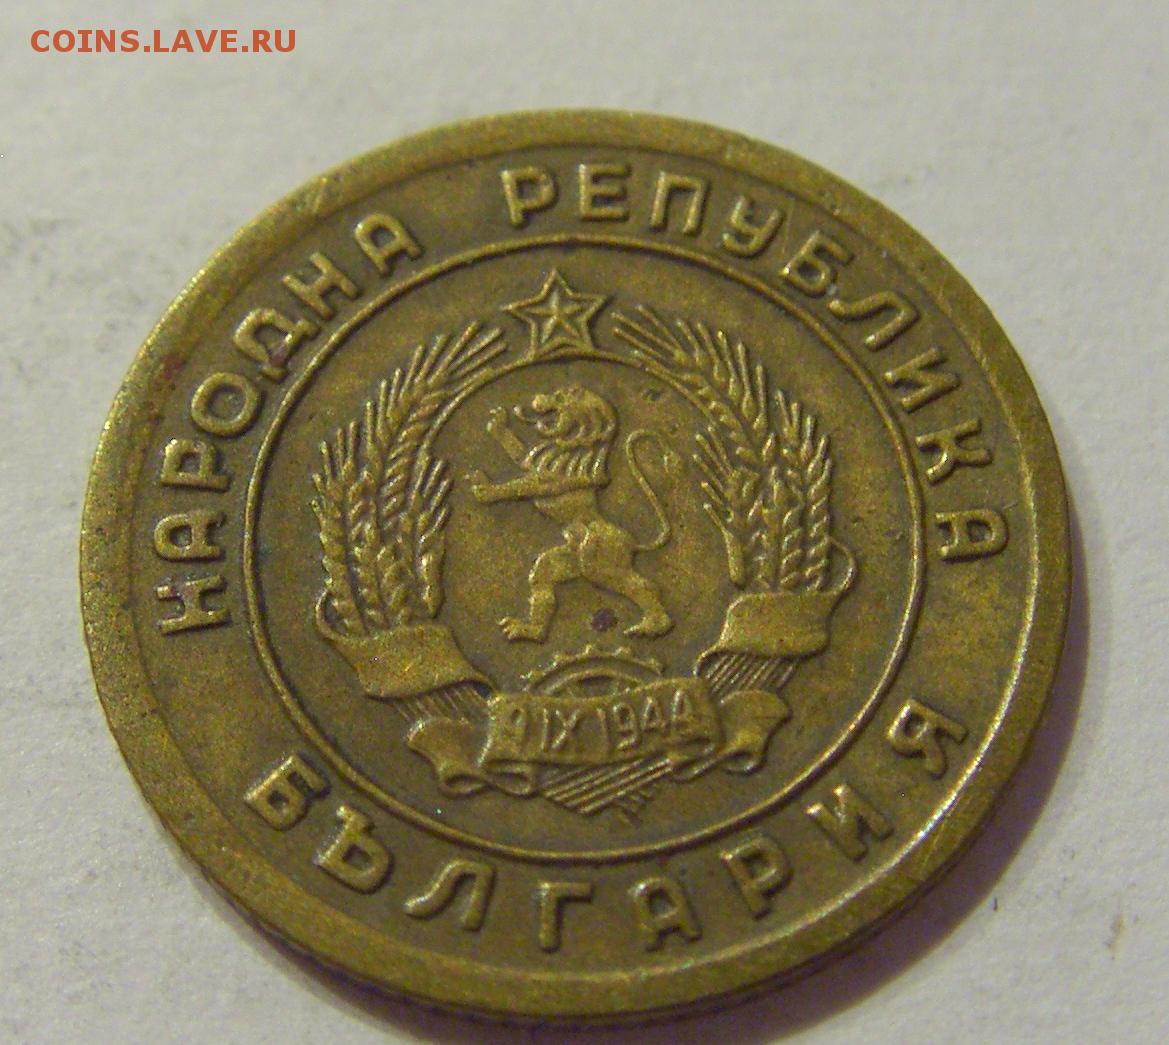 COINS.LAVE.RU
НАРОДНА РЕПУБЛИКА
БЪЛГАРИЯ
9 IX 1944